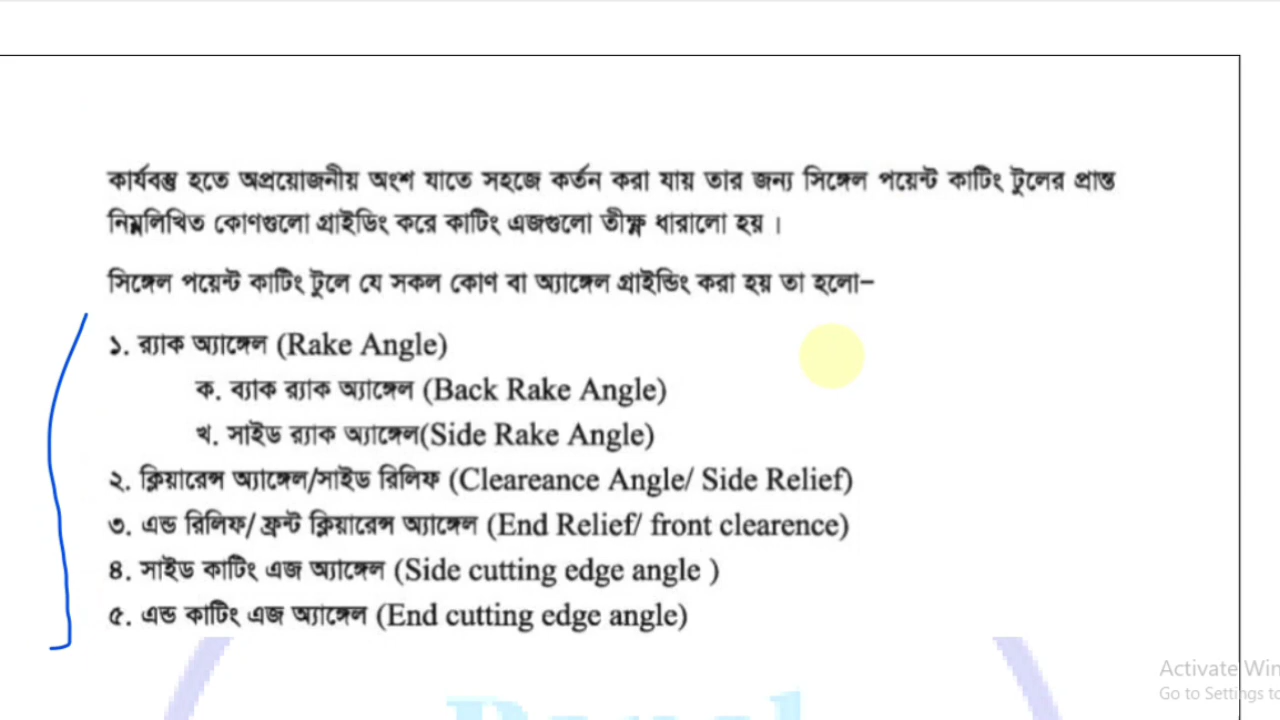 কার্যবস্তু হতে অপ্রয়োজনীয় অংশ যাতে সহজে কর্তন করা যায় তার জন্য সিঙ্গেল পয়েন্ট কাটিং টুলের প্রান্ত
নিম্নলিখিত কোণগুলো গ্রাইডিং করে কাটিং এজগুলো তীক্ষ্ণ ধারালো হয় ।
সিঙ্গেল পয়েন্ট কাটিং টুলে যে সকল কোণ বা অ্যাঙ্গেল গ্রাইন্ডিং করা হয় তা হলো–
১. র‍্যাক অ্যাঙ্গেল (Rake Angle)
ক. ব্যাক র‍্যাক অ্যাঙ্গেল (Back Rake Angle)
খ. সাইড র‍্যাক অ্যাঙ্গেল(Side Rake Angle)
২. ক্লিয়ারেন্স অ্যাঙ্গেল/সাইড রিলিফ (Cleareance Angle/ Side Relief)
৩. এন্ড রিলিফ/ ফ্রন্ট ক্লিয়ারেন্স অ্যাঙ্গেল (End Relief/ front clearence)
৪. সাইড কাটিং এজ অ্যাঙ্গেল (Side cutting edge angle )
৫. এন্ড কাটিং এজ অ্যাঙ্গেল (End cutting edge angle)
Activate Win
Go to Settings to